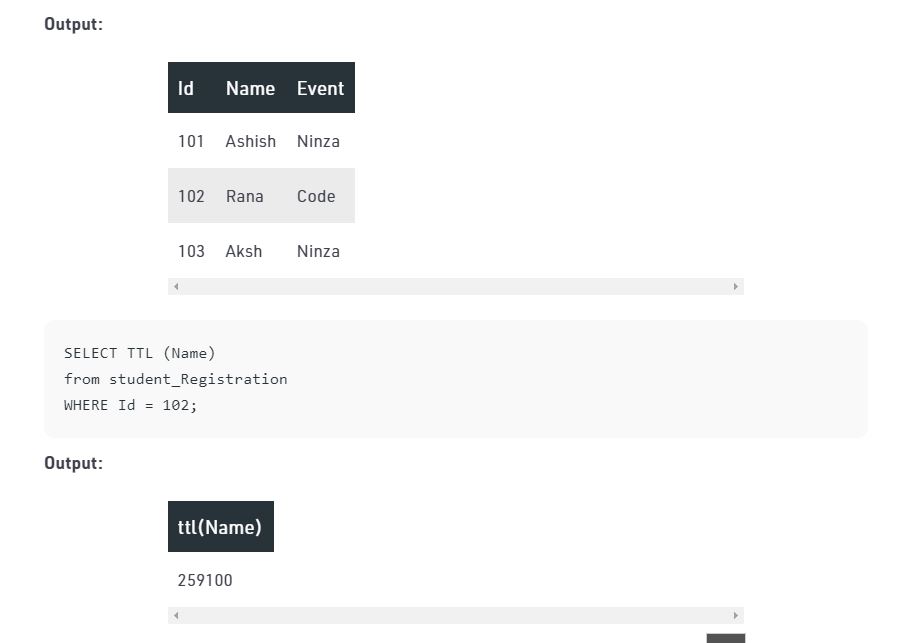 Output:
Id Name Event
101 Ashish Ninza
102 Rana Code
103 Aksh Ninza
SELECT TTL (Name)
from student_Registration
WHERE Id = 102;
Output:
ttl(Name)
259100